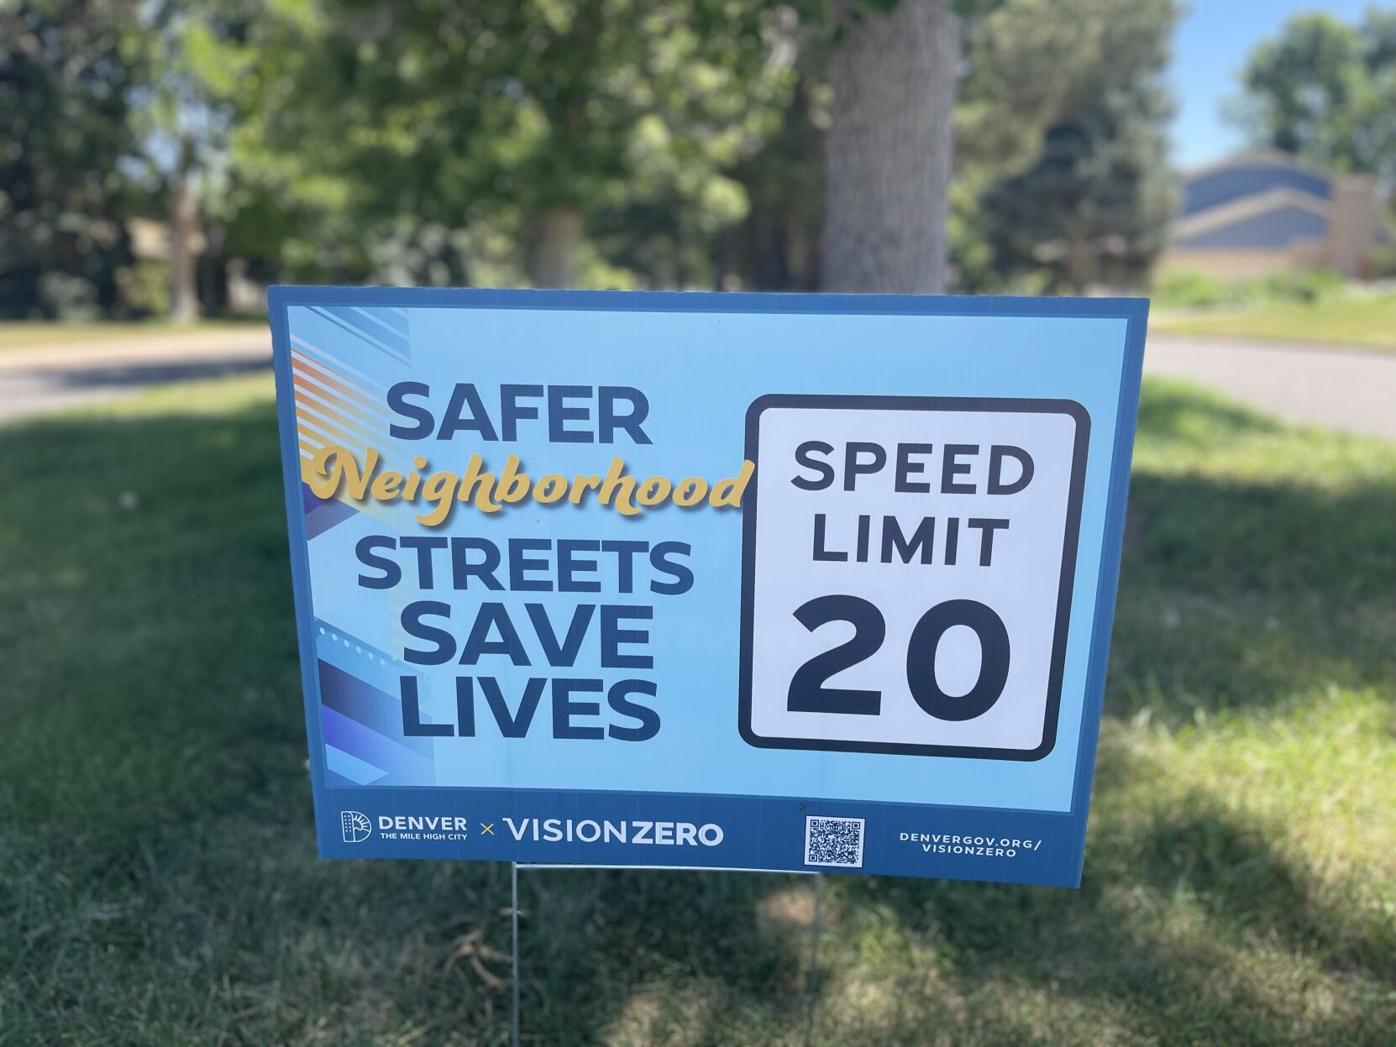 SAFER
Neighborhood
STREETS
SAVE
LIVES
SPEED
LIMIT
20
DENVER
THE MILE HIGH CITY
× VISIONZERO
DENVERGOV.ORG/
VISIONZERO